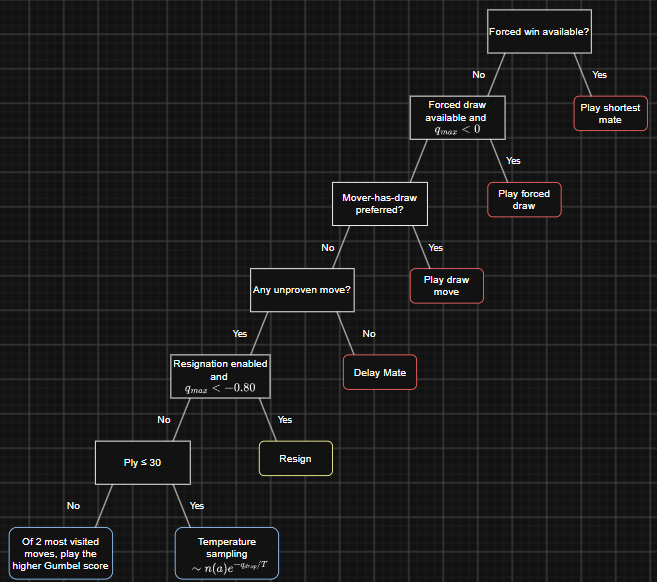 Forced win available?
No
Yes
Forced draw
available and
q_max < 0
Play shortest
mate
Yes
Mover-has-draw
preferred?
Play forced
draw
No
Yes
Any unproven move?
Play draw
move
Yes
No
Resignation enabled
and
q_max < −0.80
Delay Mate
No
Yes
Ply ≤ 30
Resign
No
Yes
Of 2 most visited
moves, play the
higher Gumbel score
Temperature
sampling
∼ n(a)e^{−q_drop/T}